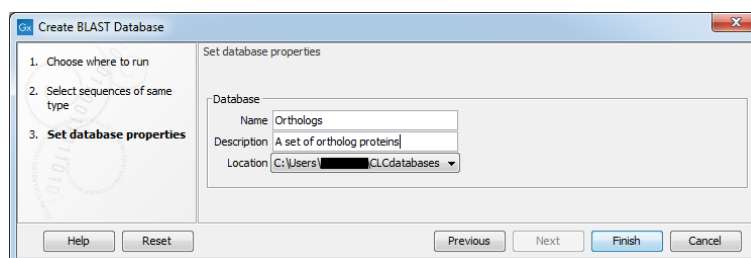 Gx Create BLAST Database
1. Choose where to run
2. Select sequences of same
type
3. Set database properties
Set database properties
Database
Name Orthologs
Description A set of ortholog proteins
Location C:\Users\ \CLCdatabases
Help Reset Previous Next Finish Cancel